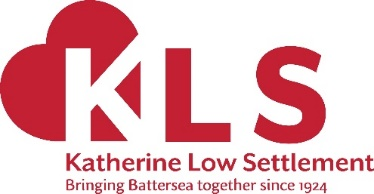 KLS
Katherine Low Settlement
Bringing Battersea together since 1924